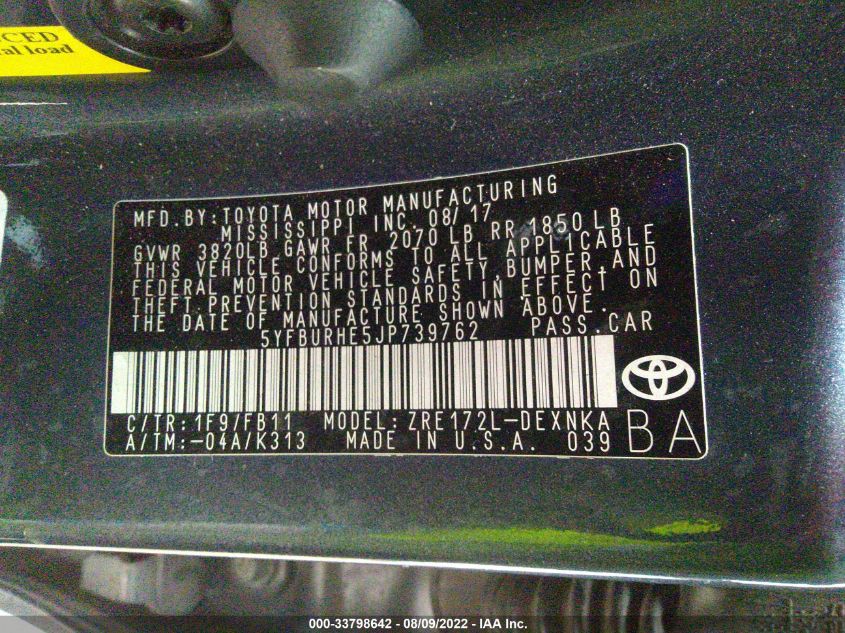 CED
al load
MFD.BY:TOYOTA MOTOR MANUFACTURING
MISSISSIPPI INC. 08/17
GVWR 3820LB GAWR FR. 2070 LB RR 1850 LB
THIS VEHICLE CONFORMS TO ALL APPLICABLE
FEDERAL MOTOR VEHICLE SAFETY,BUMPER AND
THEFT PREVENTION STANDARDS IN EFFECT ON
THE DATE OF MANUFACTURE SHOWN ABOVE.
5YFBURHE5JP739762 PASS.CAR
C/TR:1F9/FB11 MODEL:ZRE172L-DEXNKA
A/TM:-04A/K313 MADE IN U.S.A. 039
BA
000-33798642 - 08/09/2022 - IAA Inc.